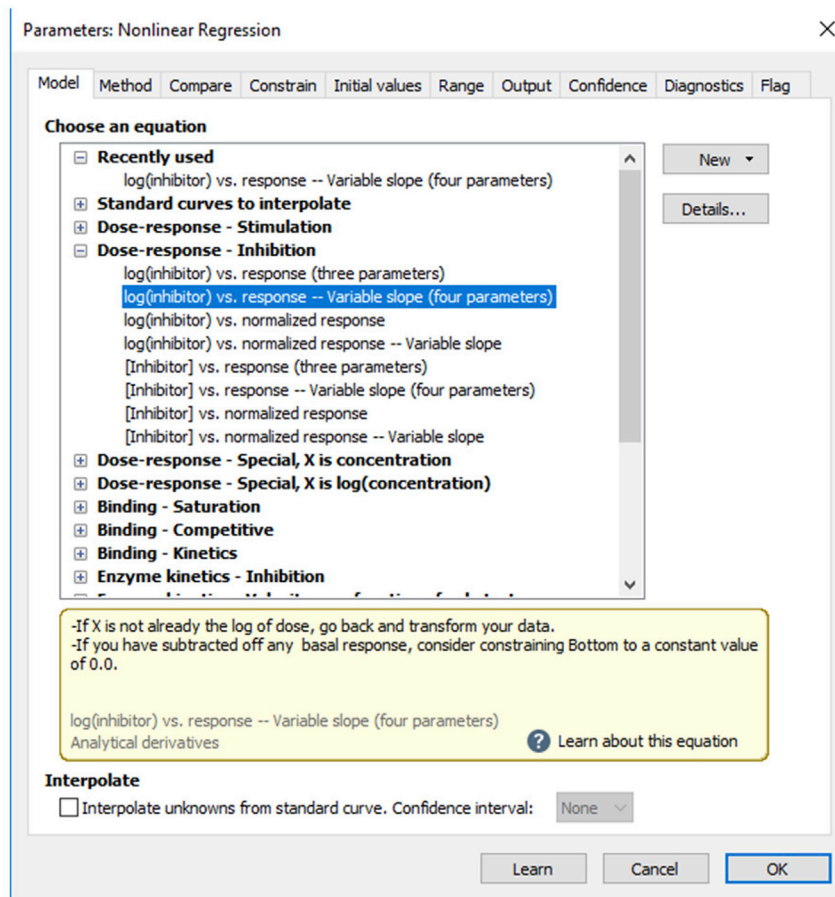 Parameters: Nonlinear Regression
Model Method Compare Constrain Initial values Range Output Confidence Diagnostics Flag
Choose an equation
Recently used
log(inhibitor) vs. response -- Variable slope (four parameters)
Standard curves to interpolate
Dose-response - Stimulation
Dose-response - Inhibition
log(inhibitor) vs. response (three parameters)
log(inhibitor) vs. response -- Variable slope (four parameters)
log(inhibitor) vs. normalized response
log(inhibitor) vs. normalized response -- Variable slope
[Inhibitor] vs. response (three parameters)
[Inhibitor] vs. response -- Variable slope (four parameters)
[Inhibitor] vs. normalized response
[Inhibitor] vs. normalized response -- Variable slope
Dose-response - Special, X is concentration
Dose-response - Special, X is log(concentration)
Binding - Saturation
Binding - Competitive
Binding - Kinetics
Enzyme kinetics - Inhibition
New
Details...
-If X is not already the log of dose, go back and transform your data.
-If you have subtracted off any basal response, consider constraining Bottom to a constant value
of 0.0.
log(inhibitor) vs. response -- Variable slope (four parameters)
Analytical derivatives
? Learn about this equation
Interpolate
Interpolate unknowns from standard curve. Confidence interval: None
Learn Cancel OK